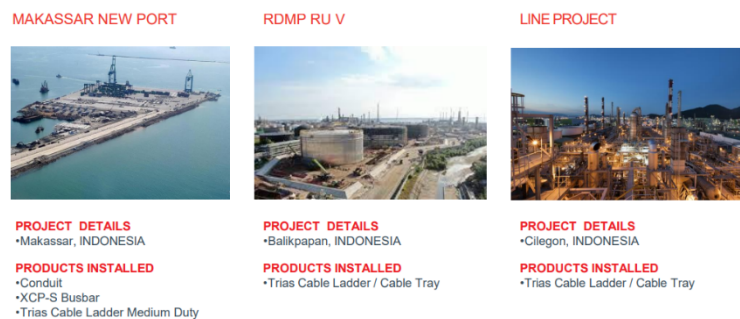 MAKASSAR NEW PORT
PROJECT DETAILS
•Makassar, INDONESIA
PRODUCTS INSTALLED
•Conduit
•XCP-S Busbar
•Trias Cable Ladder Medium Duty
RDMP RU V
PROJECT DETAILS
•Balikpapan, INDONESIA
PRODUCTS INSTALLED
•Trias Cable Ladder / Cable Tray
LINE PROJECT
PROJECT DETAILS
•Cilegon, INDONESIA
PRODUCTS INSTALLED
•Trias Cable Ladder / Cable Tray